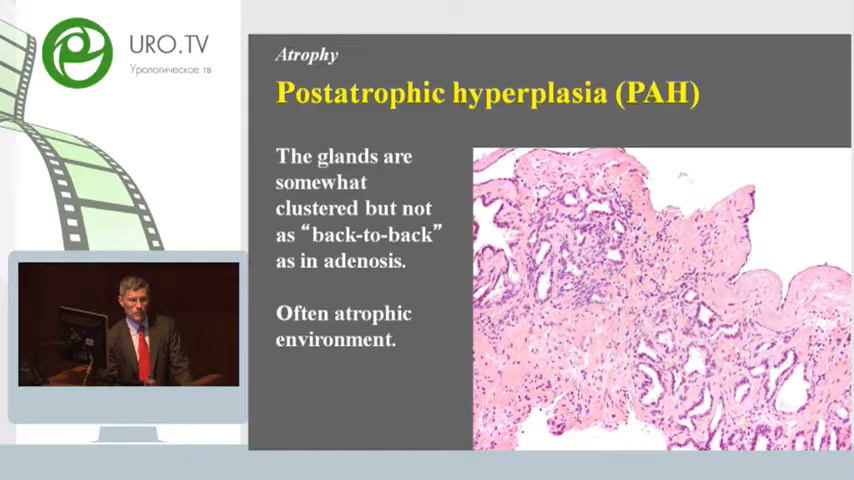 URO.TV
Урологическое тв
Atrophy
Postatrophic hyperplasia (PAH)
The glands are
somewhat
clustered but not
as “back-to-back”
as in adenosis.
Often atrophic
environment.